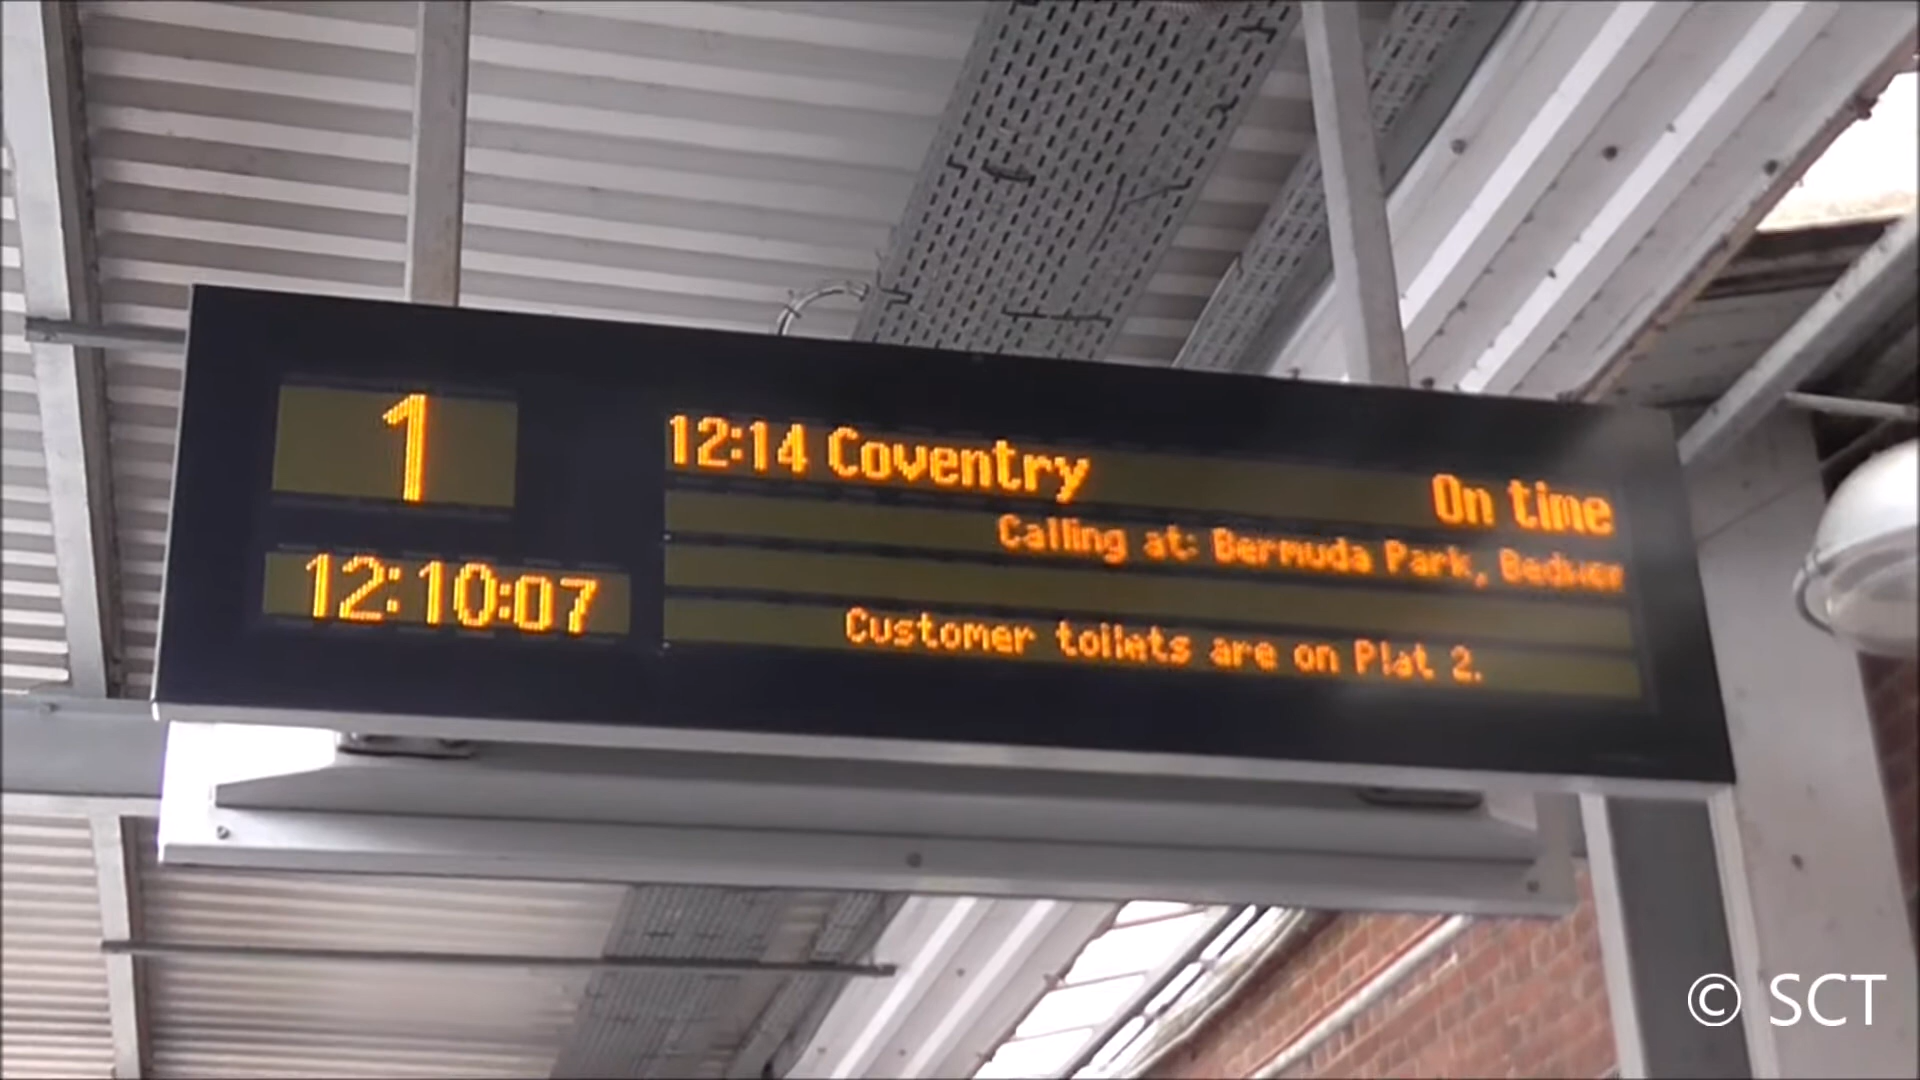 1
12:14 Coventry On time
Calling at: Bermuda Park,
12:10:07
Customer toilets are on Plat 2.
© SCT